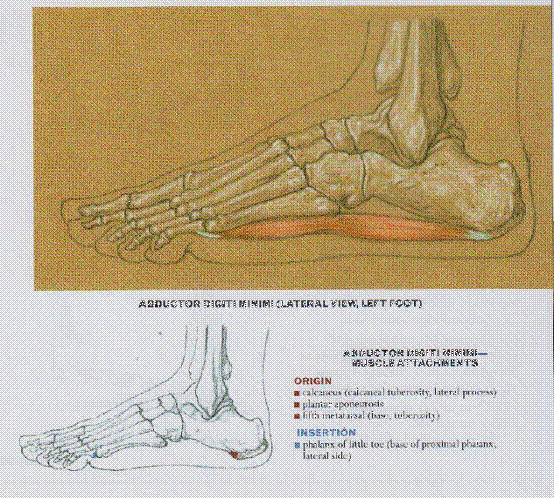 ABDUCTOR DIGITI MINIMI (LATERAL VIEW, LEFT FOOT)
ABDUCTOR DIGITI MINIMI—
MUSCLE ATTACHMENTS
ORIGIN
calcaneus (calcaneal tuberosity, lateral process)
plantar aponeurosis
fifth metatarsal (base, tuberosity)
INSERTION
phalanx of little toe (base of proximal phalanx,
lateral side)